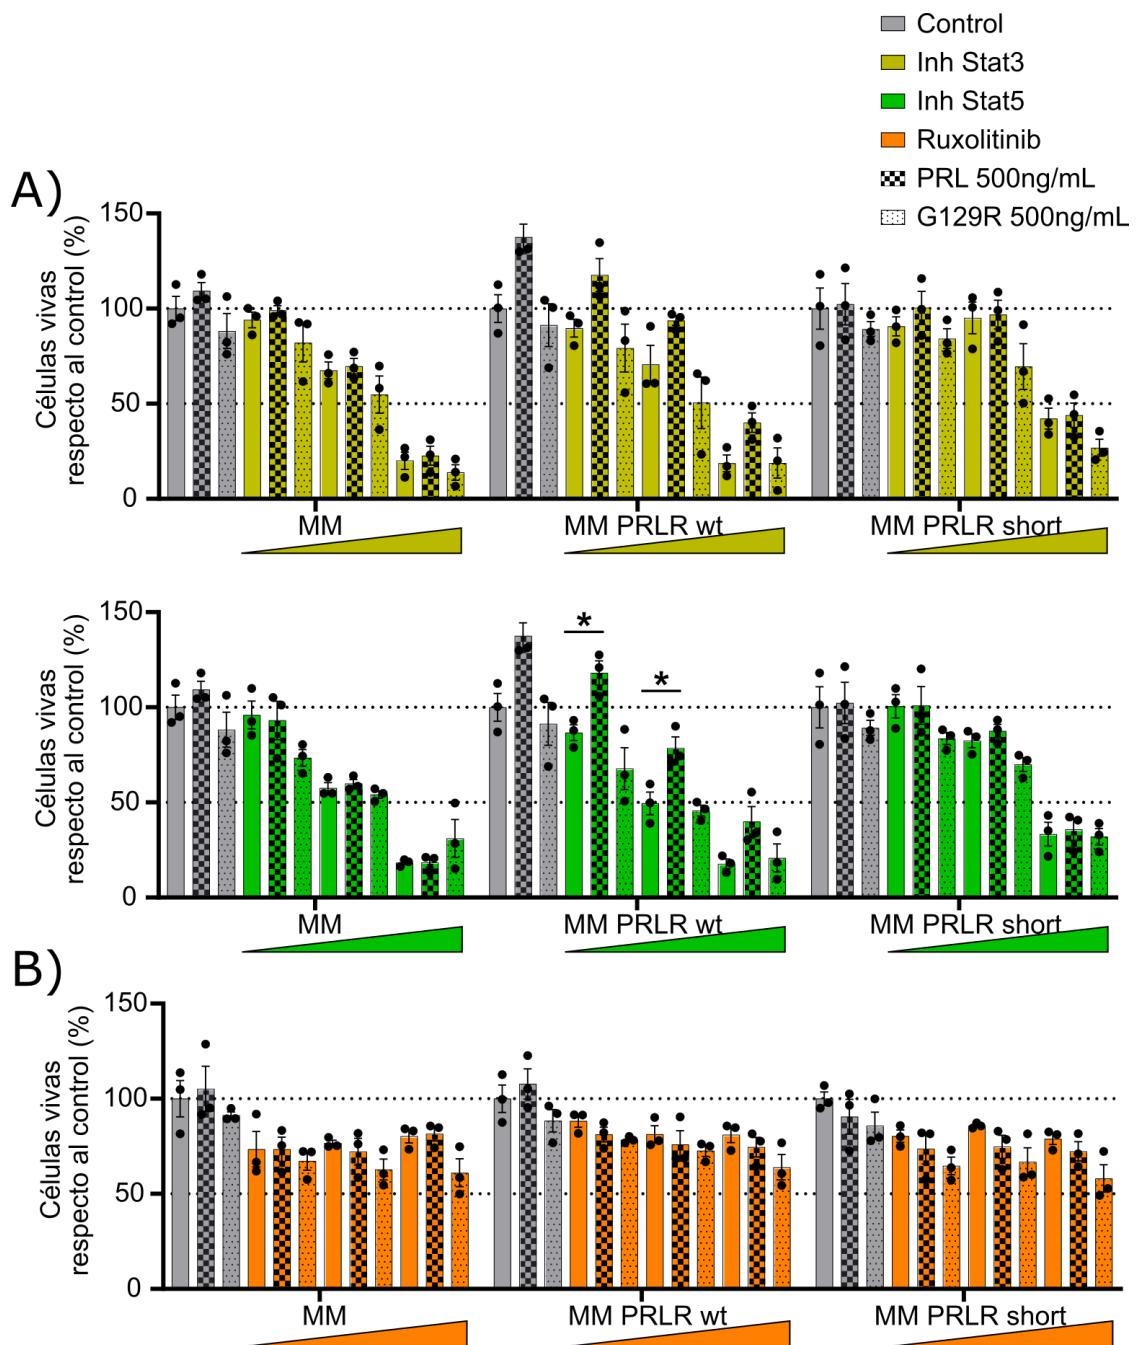 Control
Inh Stat3
Inh Stat5
Ruxolitinib
PRL 500ng/mL
G129R 500ng/mL
A)
Células vivas
respecto al control (%)
150
100
50
0
MM
MM PRLR wt
MM PRLR short
Células vivas
respecto al control (%)
150
100
50
0
*
*
MM
MM PRLR wt
MM PRLR short
B)
Células vivas
respecto al control (%)
150
100
50
0
MM
MM PRLR wt
MM PRLR short